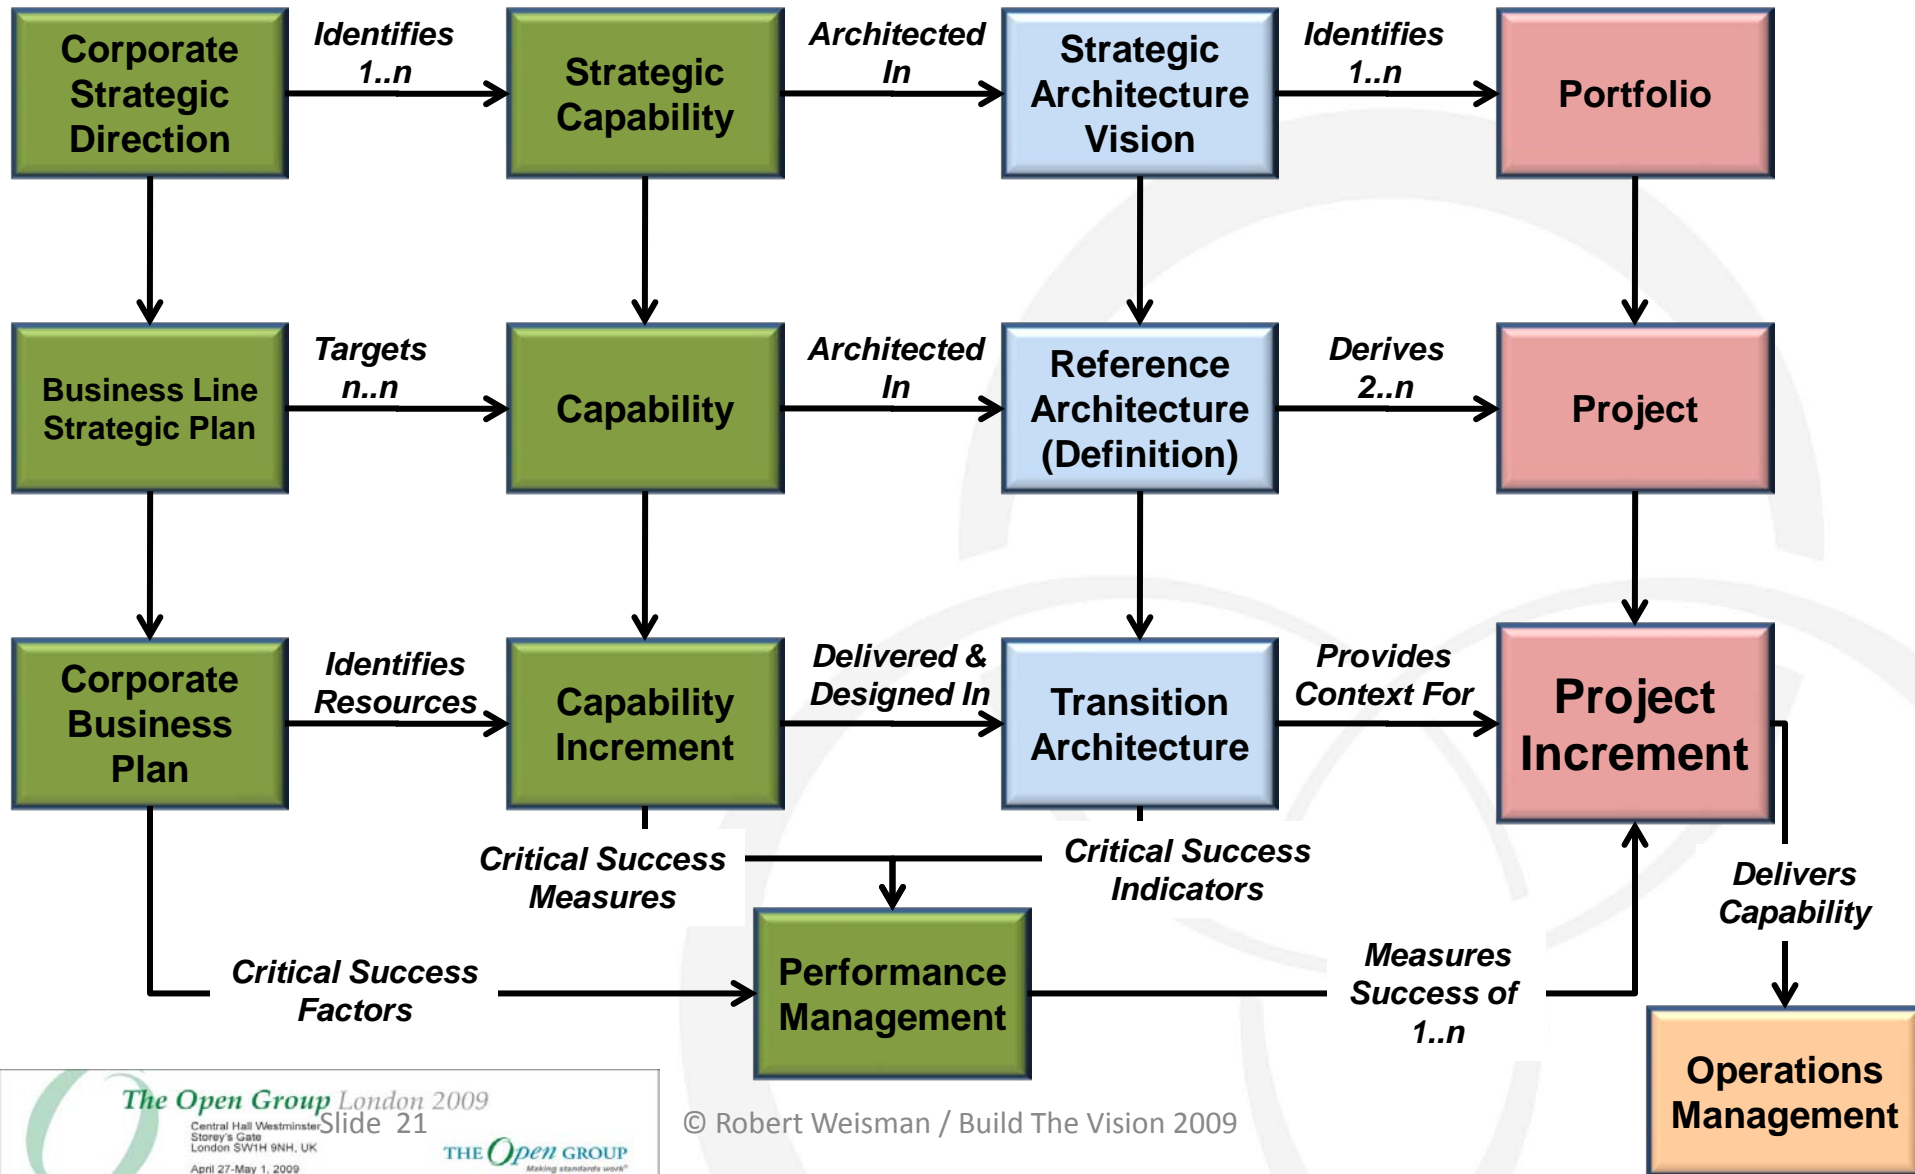 Corporate
Strategic
Direction
Identifies
1..n
Strategic
Capability
Architected
In
Strategic
Architecture
Vision
Identifies
1..n
Portfolio
Business Line
Strategic Plan
Targets
n..n
Capability
Architected
In
Reference
Architecture
(Definition)
Derives
2..n
Project
Corporate
Business
Plan
Identifies
Resources
Capability
Increment
Delivered &
Designed In
Transition
Architecture
Provides
Context For
Project
Increment
Critical Success
Measures
Critical Success
Indicators
Delivers
Capability
Critical Success
Factors
Performance
Management
Measures
Success of
1..n
Operations
Management
The Open Group London 2009
Central Hall Westminster
Storey's Gate
London SW1H 9NH, UK
April 27-May 1, 2009
Slide 21
THE Open GROUP
Making standards work®
© Robert Weisman / Build The Vision 2009